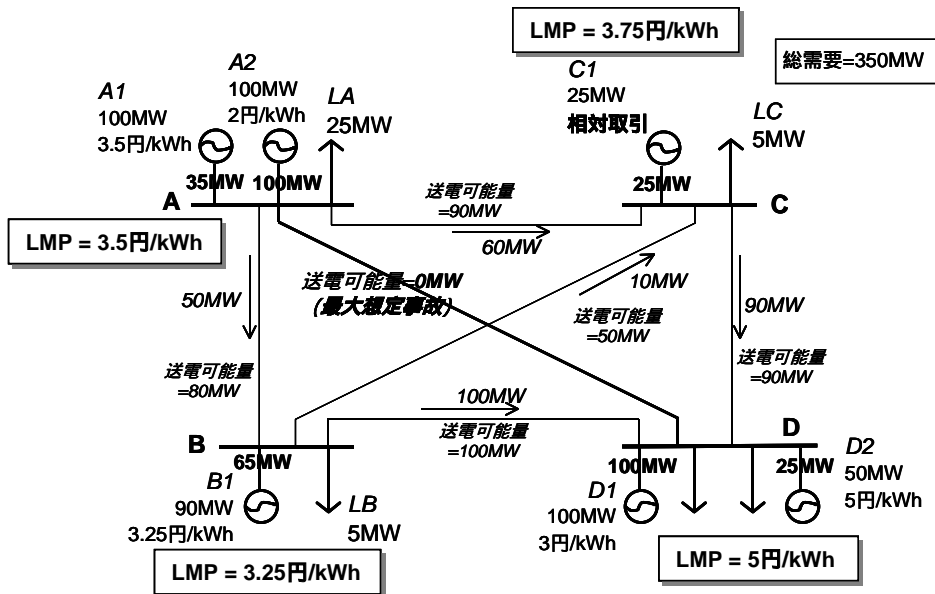 LMP = 3.75円/kWh
総需要=350MW
A1
100MW
3.5円/kWh
A2
100MW
2円/kWh
LA
25MW
C1
25MW
相対取引
LC
5MW
35MW
100MW
25MW
A
C
送電可能量
=90MW
60MW
LMP = 3.5円/kWh
50MW
送電可能量=0MW
(最大想定事故)
10MW
送電可能量
=50MW
90MW
送電可能量
=80MW
送電可能量
=90MW
100MW
送電可能量
=100MW
B
D
65MW
100MW
25MW
B1
90MW
3.25円/kWh
LB
5MW
D1
100MW
3円/kWh
D2
50MW
5円/kWh
LMP = 3.25円/kWh
LMP = 5円/kWh